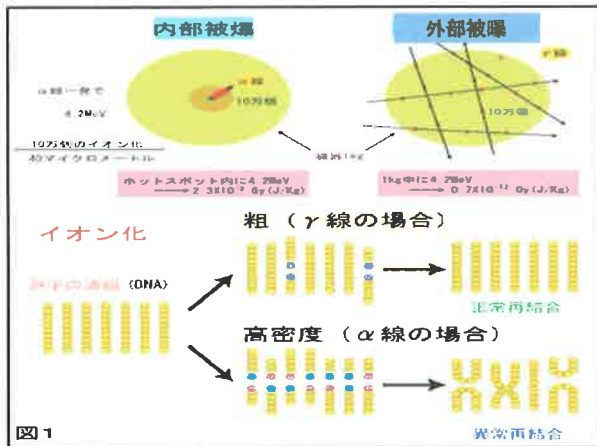 内部被爆
外部被曝
α線一発で
4.2MeV
10万個のイオン化
40マイクロメートル
α線
10万個
γ線
10万個
臓器1kg
ホットスポット内に4.2MeV
1kg中に4.2MeV
イオン化
粗（γ線の場合）
(DNA)
正常再結合
高密度（α線の場合）
異常再結合
図1